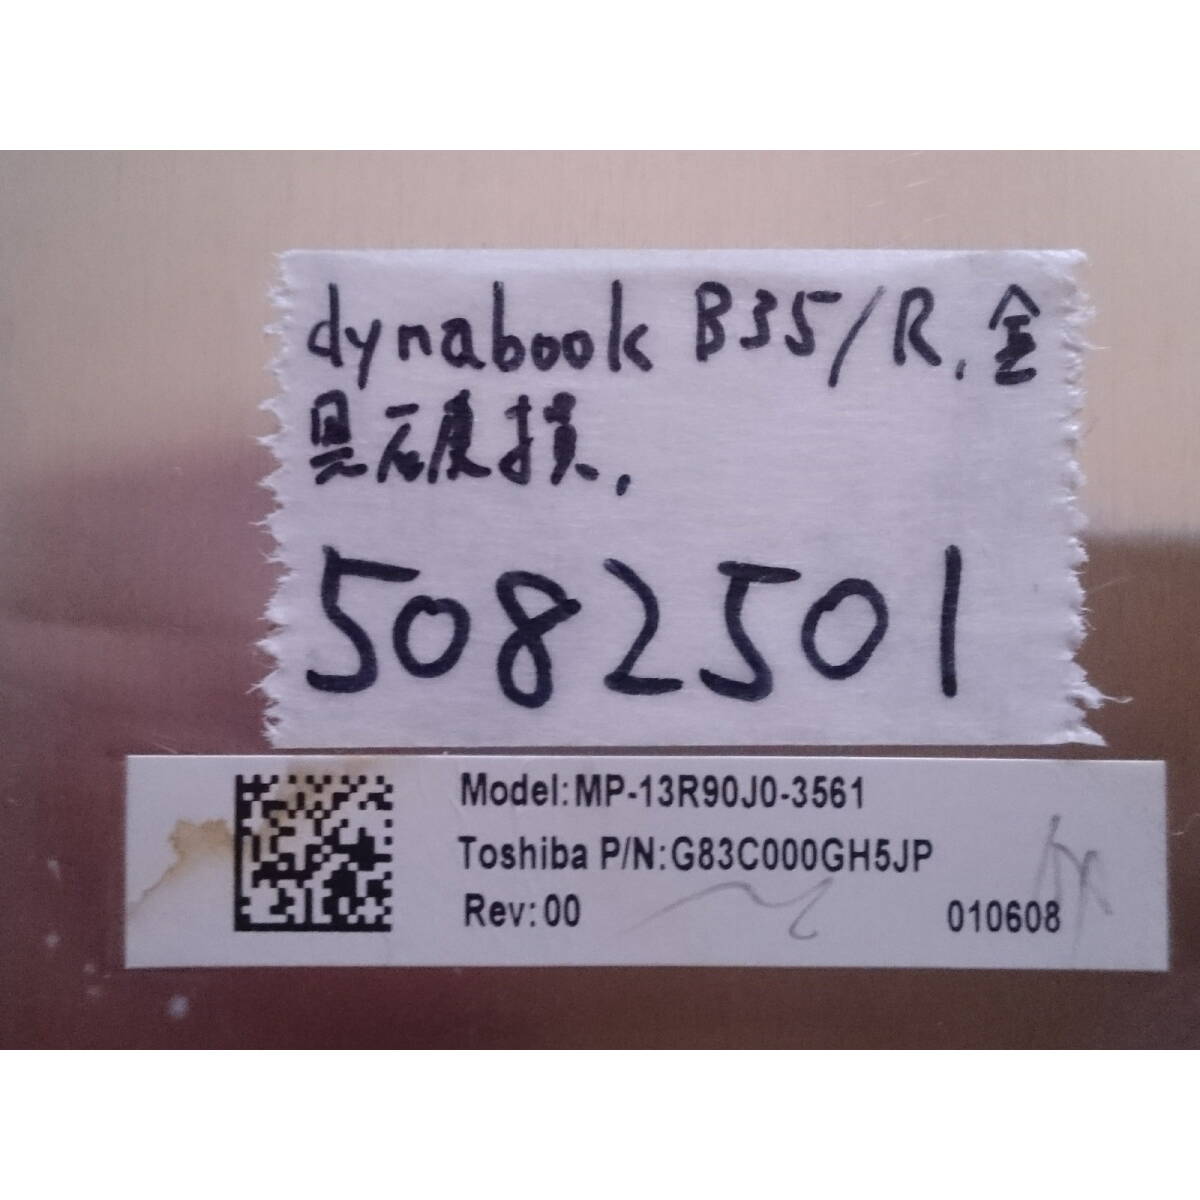 dynabook B35/R. 金
具破損.
5082501
Model:MP-13R90J0-3561
Toshiba P/N:G83C000GH5JP
Rev:00
010608